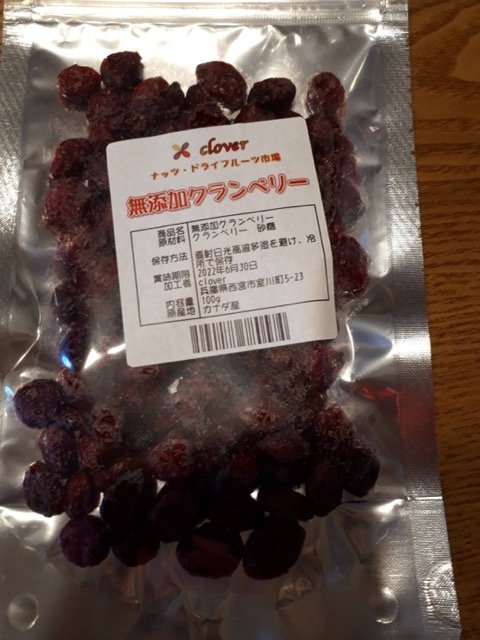 clover
ナッツ・ドライフルーツ市場
無添加クランベリー
商品名 無添加クランベリー
原材料 クランベリー 砂糖
保存方法 直射日光高温多湿を避け、冷
所で保存
賞味期限 2022年6月30日
加工者 clover
兵庫県西宮市室川町5-23
内容量 100g
原産地 カナダ産